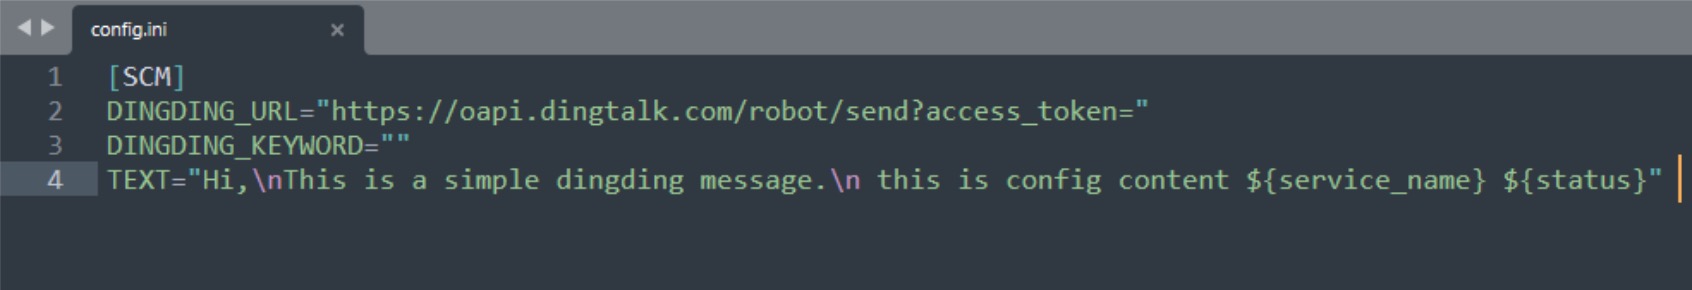 config.ini ×
1 [SCM]
2 DINGDING_URL="https://oapi.dingtalk.com/robot/send?access_token="
3 DINGDING_KEYWORD=""
4 TEXT="Hi,\nThis is a simple dingding message.\n this is config content ${service_name} ${status}"